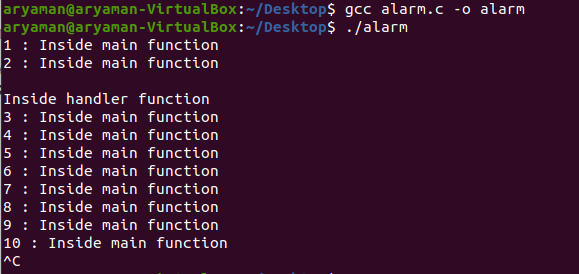 aryaman@aryaman-VirtualBox:~/Desktop$ gcc alarm.c -o alarm
aryaman@aryaman-VirtualBox:~/Desktop$ ./alarm
1 : Inside main function
2 : Inside main function
Inside handler function
3 : Inside main function
4 : Inside main function
5 : Inside main function
6 : Inside main function
7 : Inside main function
8 : Inside main function
9 : Inside main function
10 : Inside main function
^C